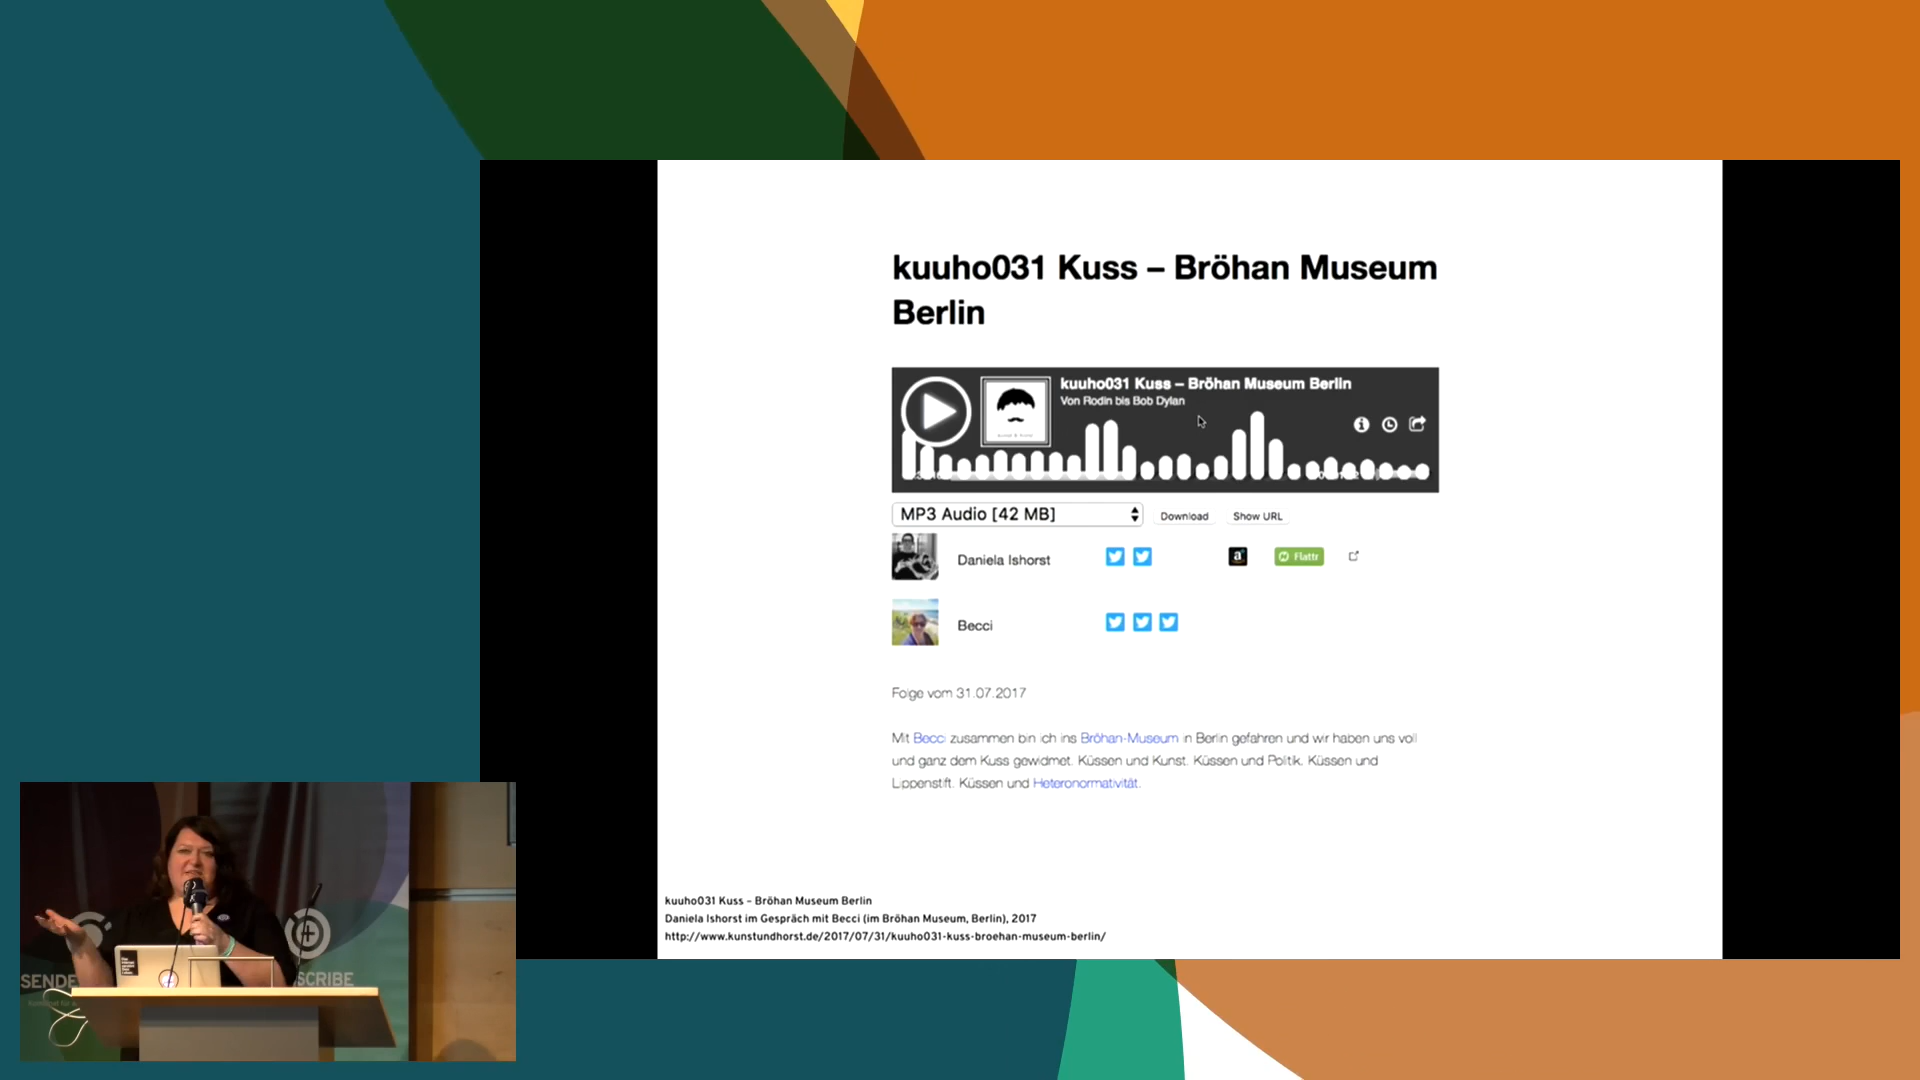 kuuho031 Kuss – Bröhan Museum
Berlin
kuuho031 Kuss – Bröhan Museum Berlin
Von Rodin bis Bob Dylan
MP3 Audio [42 MB]
Download
Show URL
Daniela Ishorst
Flattr
Becci
Folge vom 31.07.2017
Mit Becci zusammen bin ich ins Bröhan-Museum in Berlin gefahren und wir haben uns voll
und ganz dem Kuss gewidmet. Küssen und Kunst. Küssen und Politik. Küssen und
Lippenstift. Küssen und Heteronormativität.
kuuho031 Kuss – Bröhan Museum Berlin
Daniela Ishorst im Gespräch mit Becci (im Bröhan Museum, Berlin), 2017
http://www.kunstundhorst.de/2017/07/31/kuuho031-kuss-broehan-museum-berlin/
SENDE
SCRIBE